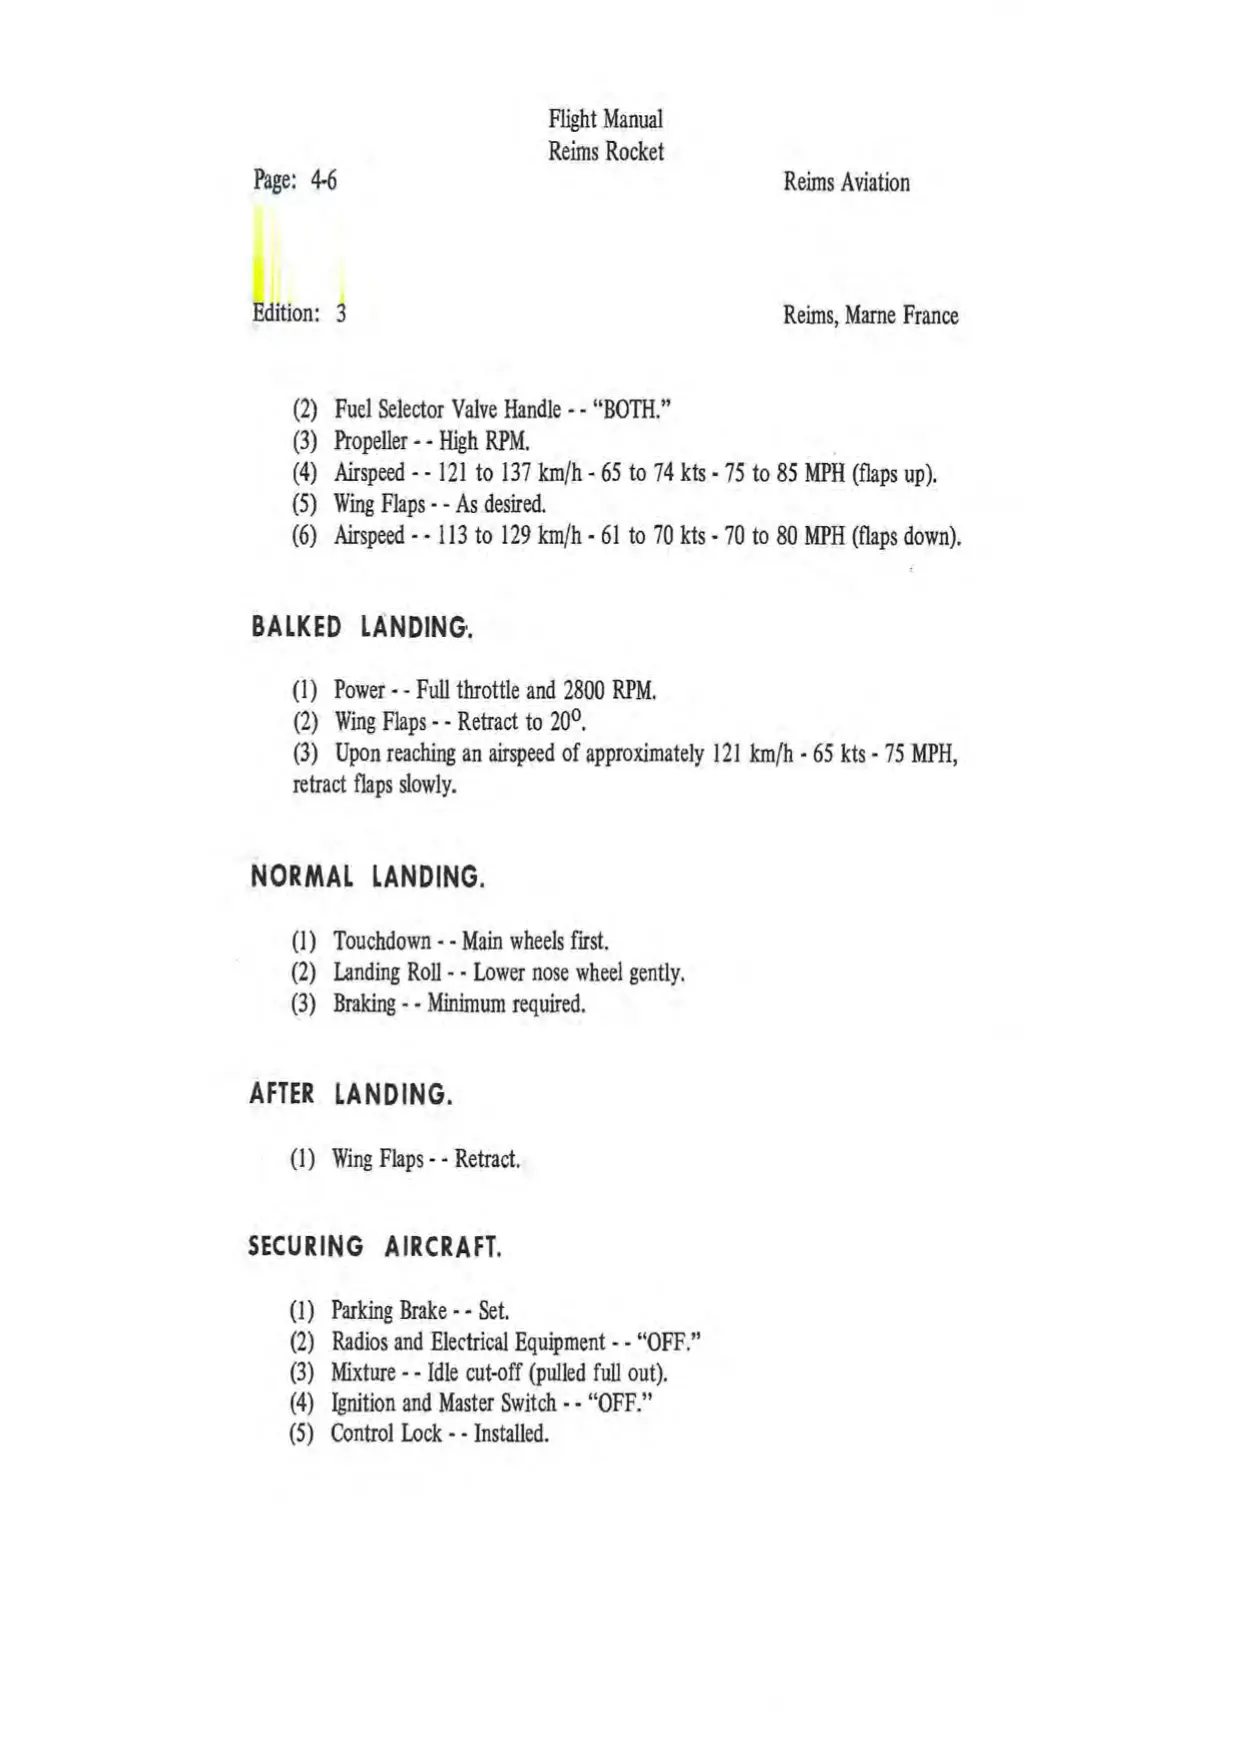 Flight Manual
Reims Rocket
Page: 4-6
Reims Aviation
Edition: 3
Reims, Marne France
(2) Fuel Selector Valve Handle - - “BOTH.”
(3) Propeller - - High RPM.
(4) Airspeed - - 121 to 137 km/h - 65 to 74 kts - 75 to 85 MPH (flaps up).
(5) Wing Flaps - - As desired.
(6) Airspeed - - 113 to 129 km/h - 61 to 70 kts - 70 to 80 MPH (flaps down).
BALKED LANDING.
(1) Power - - Full throttle and 2800 RPM.
(2) Wing Flaps - - Retract to 20⁰.
(3) Upon reaching an airspeed of approximately 121 km/h - 65 kts - 75 MPH,
retract flaps slowly.
NORMAL LANDING.
(1) Touchdown - - Main wheels first.
(2) Landing Roll - - Lower nose wheel gently.
(3) Braking - - Minimum required.
AFTER LANDING.
(1) Wing Flaps - - Retract.
SECURING AIRCRAFT.
(1) Parking Brake - - Set.
(2) Radios and Electrical Equipment - - “OFF.”
(3) Mixture - - Idle cut-off (pulled full out).
(4) Ignition and Master Switch - - “OFF.”
(5) Control Lock - - Installed.